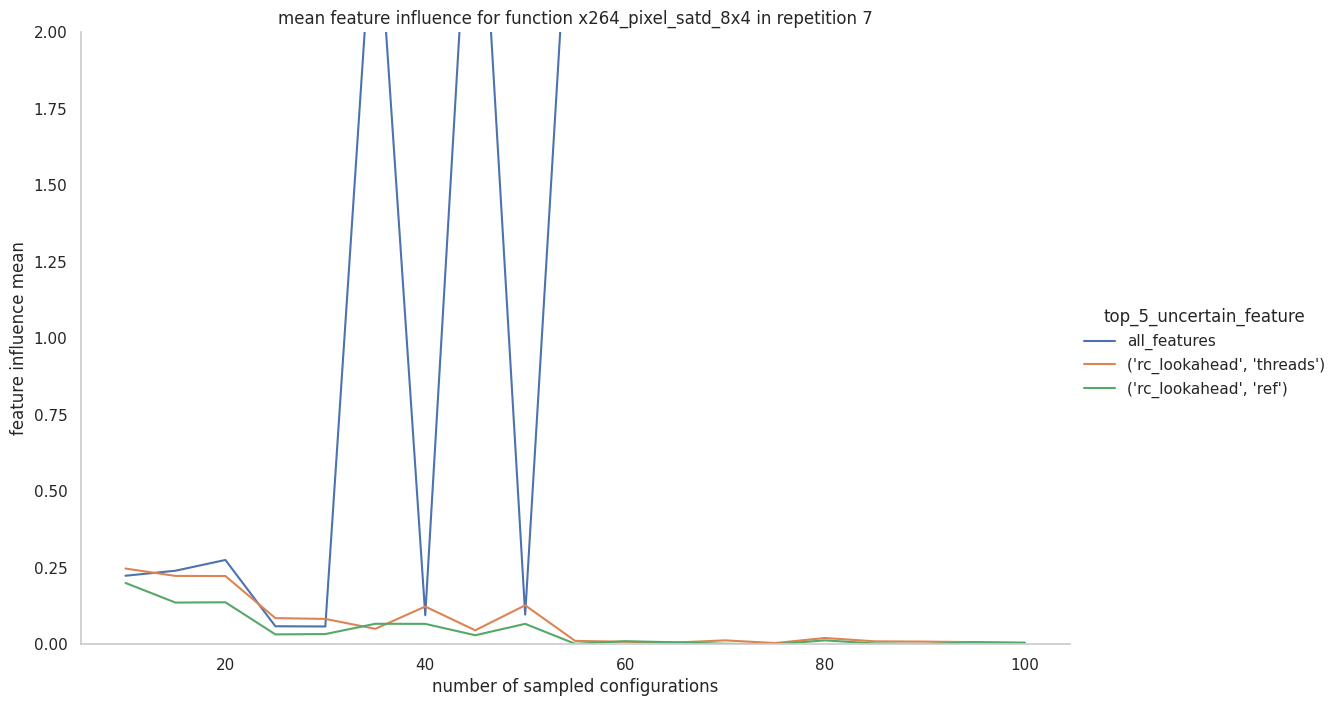 mean feature influence for function x264_pixel_satd_8x4 in repetition 7
2.00
1.75
1.50
1.25
1.00
0.75
0.50
0.25
0.00
feature influence mean
20
40
60
80
100
number of sampled configurations
top_5_uncertain_feature
all_features
('rc_lookahead', 'threads')
('rc_lookahead', 'ref')